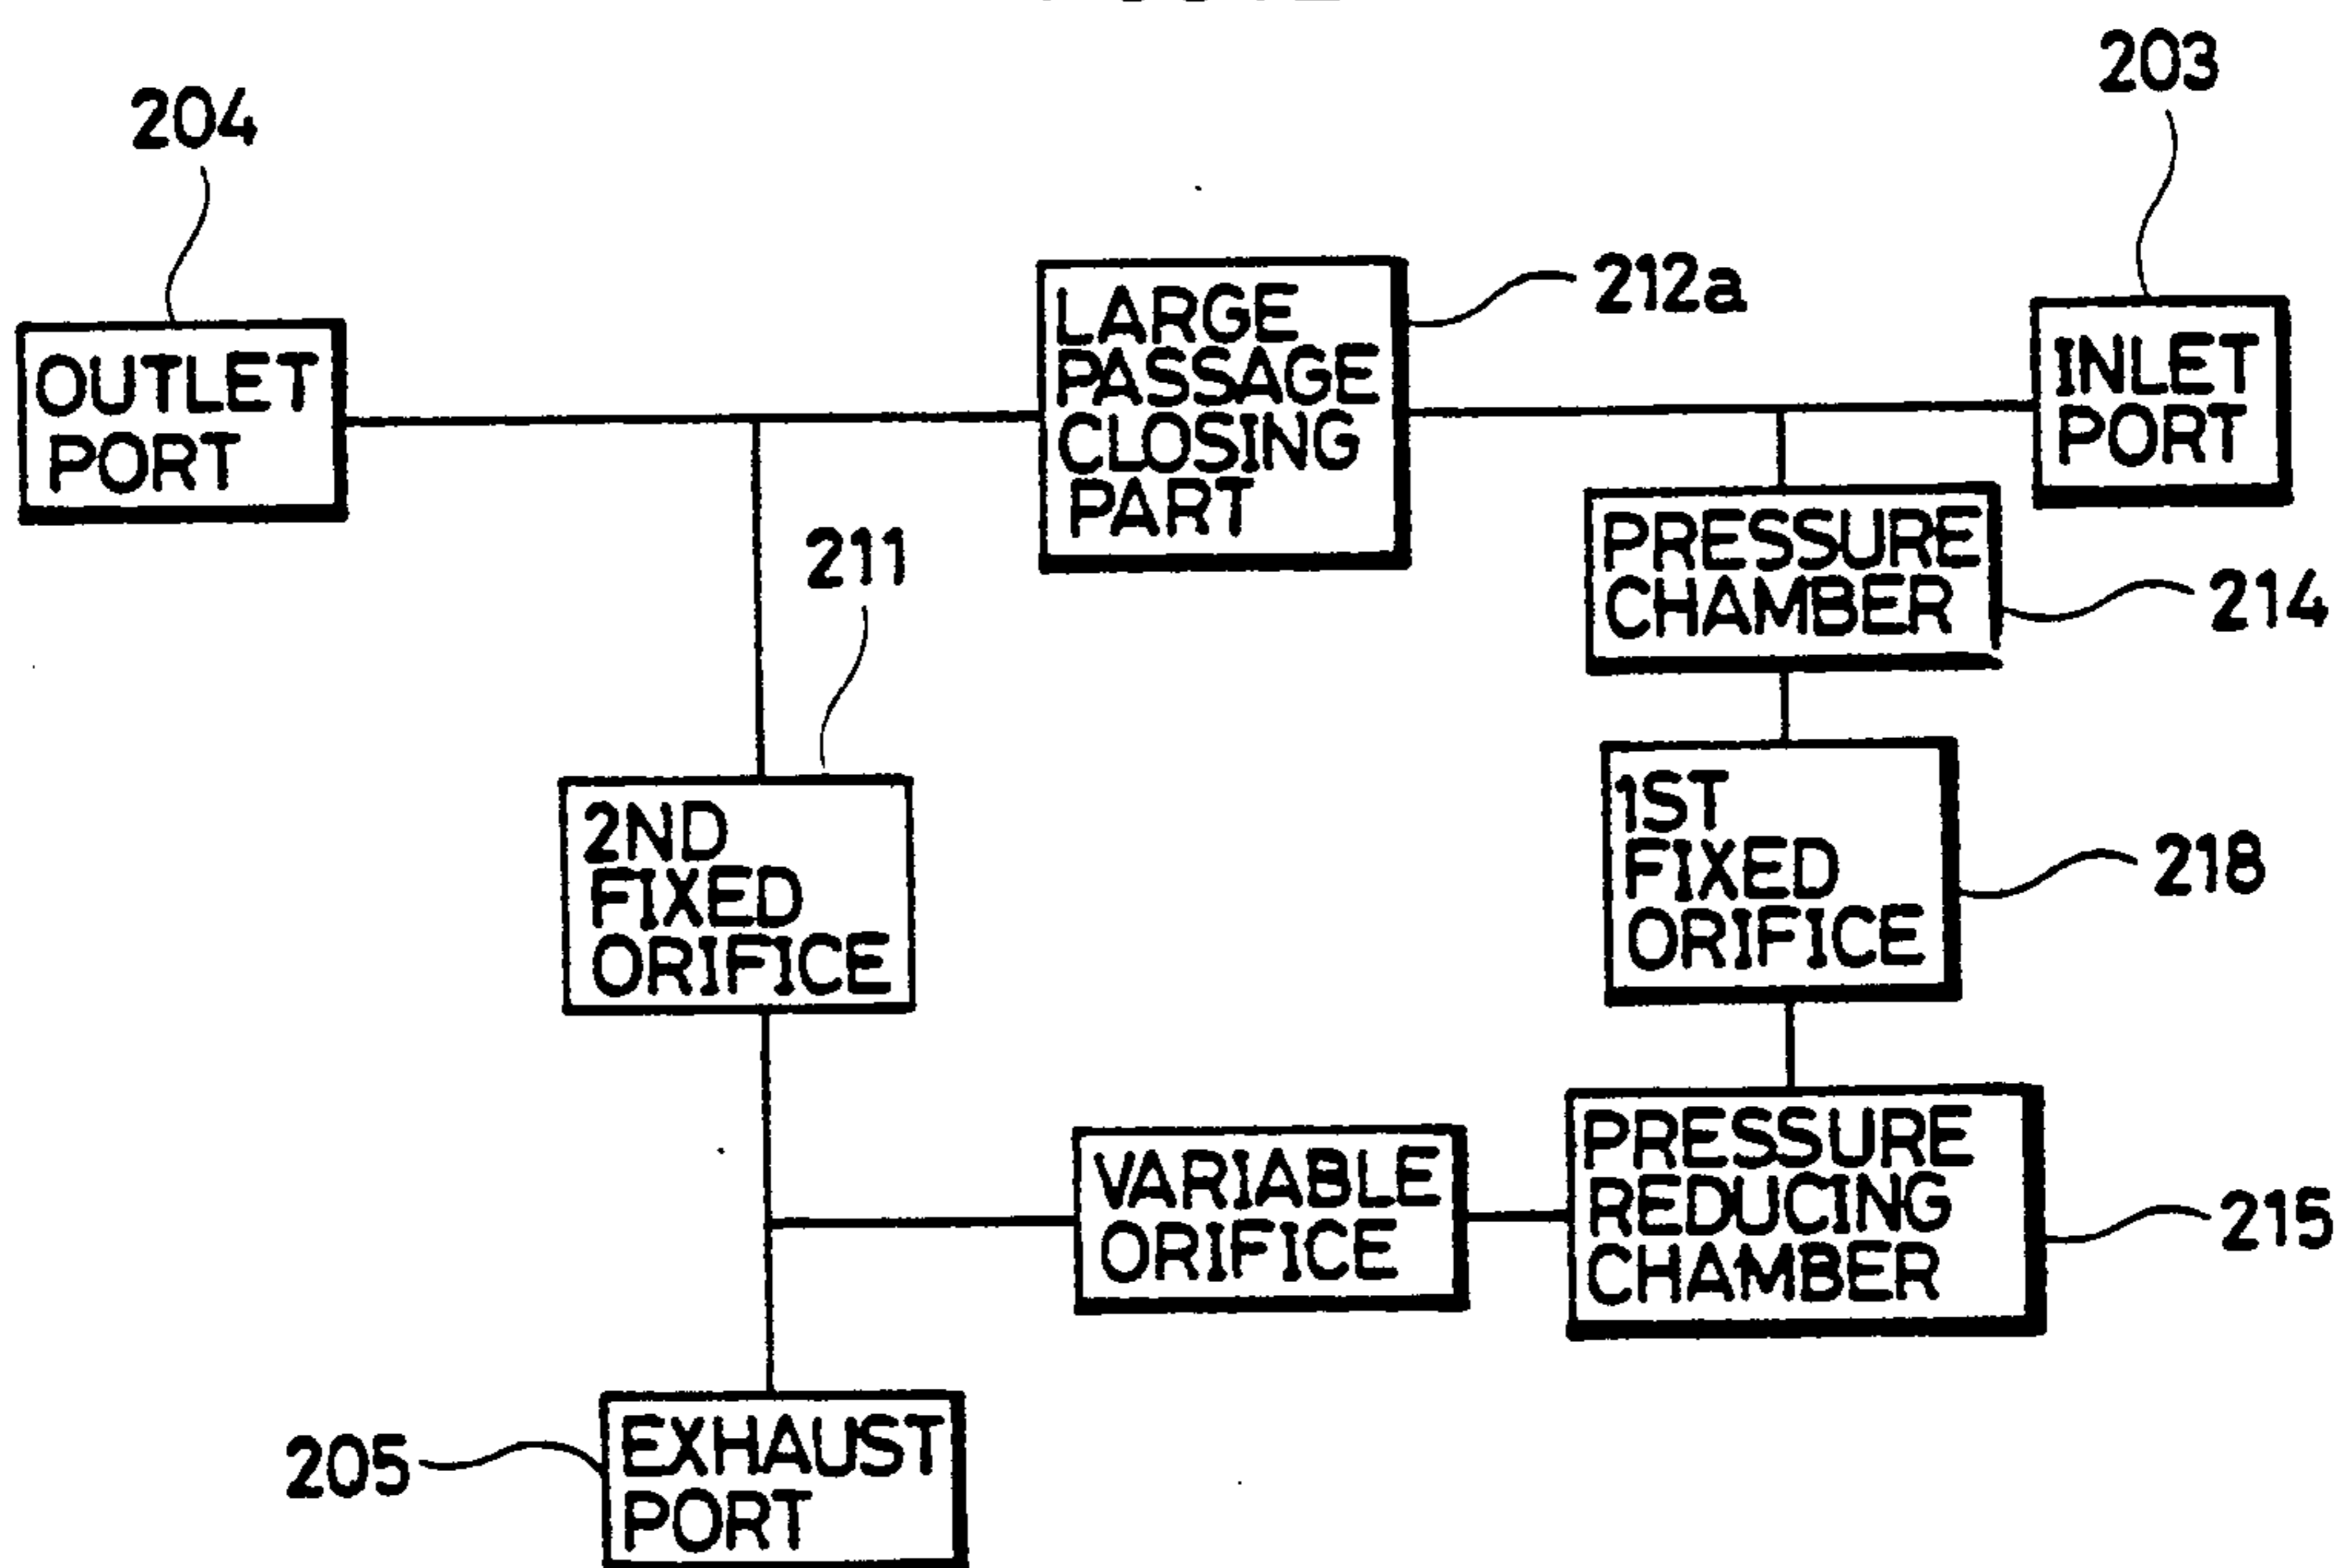 203
204
212a
LARGE
PASSAGE
CLOSING
PART
INLET
PORT
OUTLET
PORT
PRESSURE
CHAMBER
214
211
1ST
FIXED
ORIFICE
218
2ND
FIXED
ORIFICE
PRESSURE
REDUCING
CHAMBER
215
VARIABLE
ORIFICE
EXHAUST
PORT
205